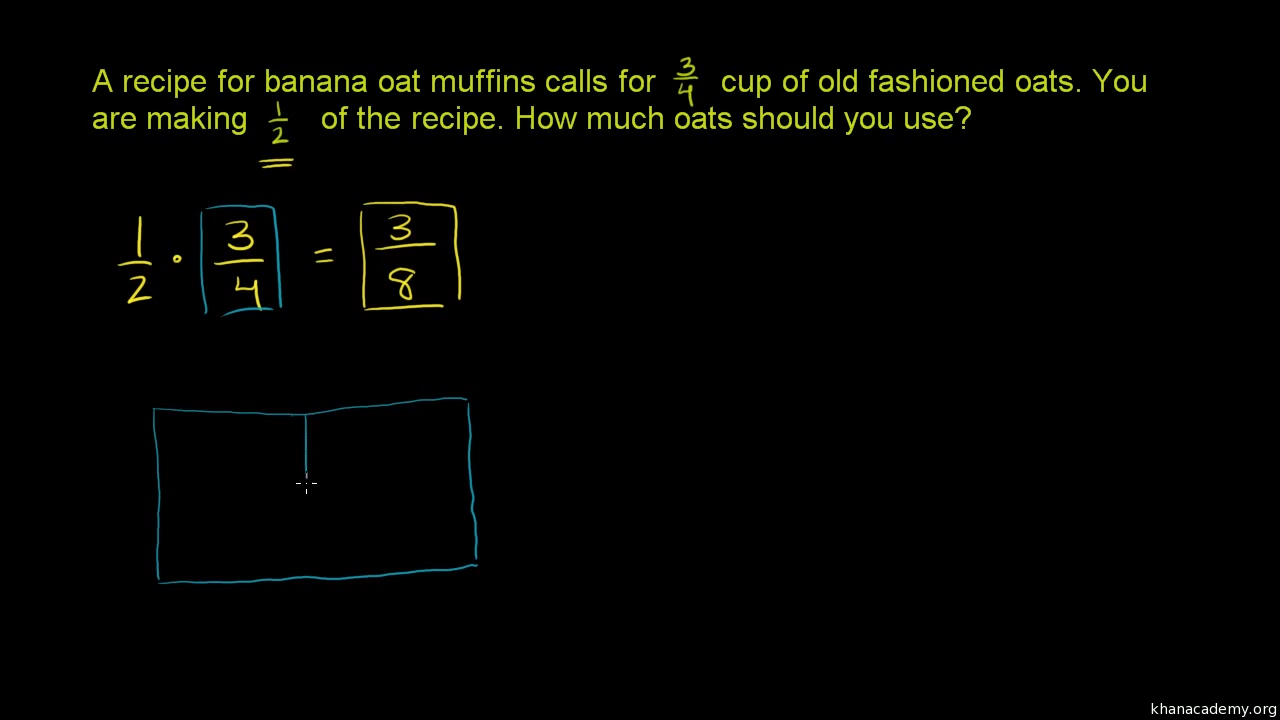 A recipe for banana oat muffins calls for 3/4 cup of old fashioned oats. You
are making 1/2 of the recipe. How much oats should you use?
1/2 · 3/4 = 3/8
khanacademy.org